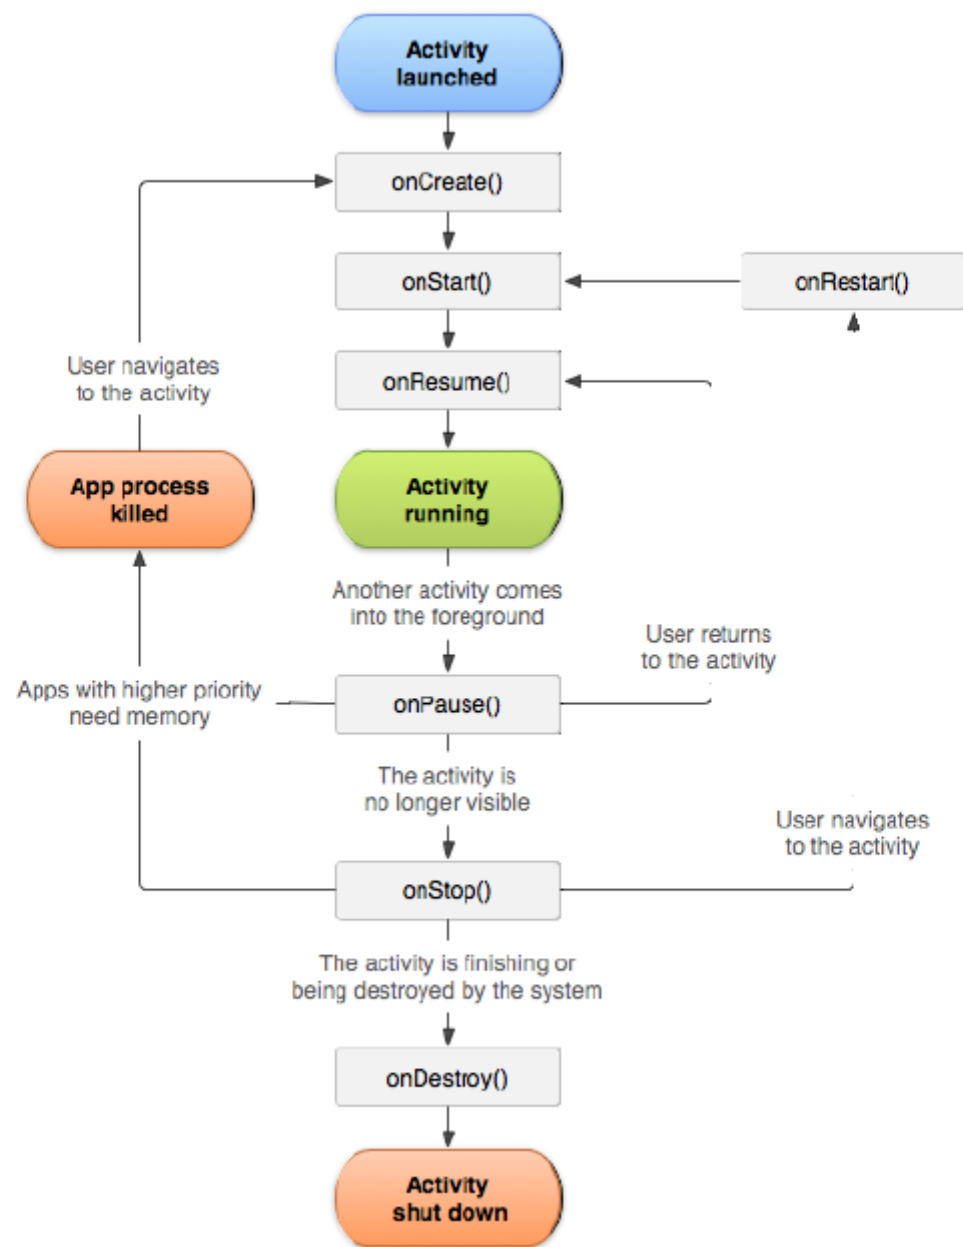 Activity
launched
onCreate()
onStart()
onRestart()
onResume()
User navigates
to the activity
App process
killed
Activity
running
Another activity comes
into the foreground
User returns
to the activity
Apps with higher priority
need memory
onPause()
The activity is
no longer visible
User navigates
to the activity
onStop()
The activity is finishing or
being destroyed by the system
onDestroy()
Activity
shut down